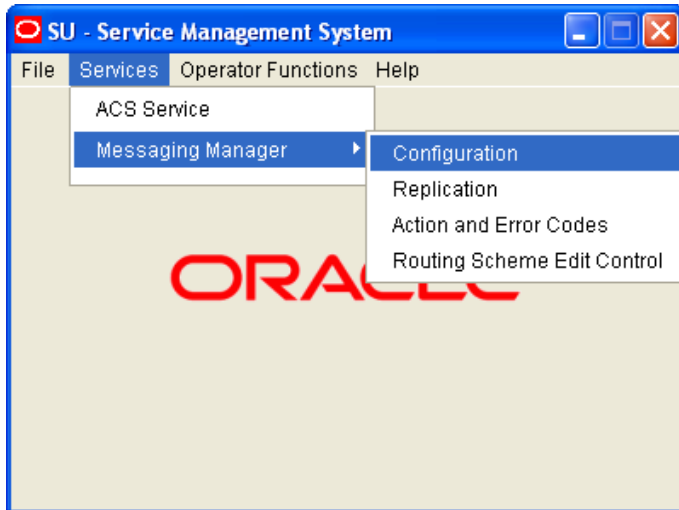 SU - Service Management System
File Services Operator Functions Help
ACS Service
Messaging Manager
Configuration
Replication
Action and Error Codes
Routing Scheme Edit Control
ORACLE